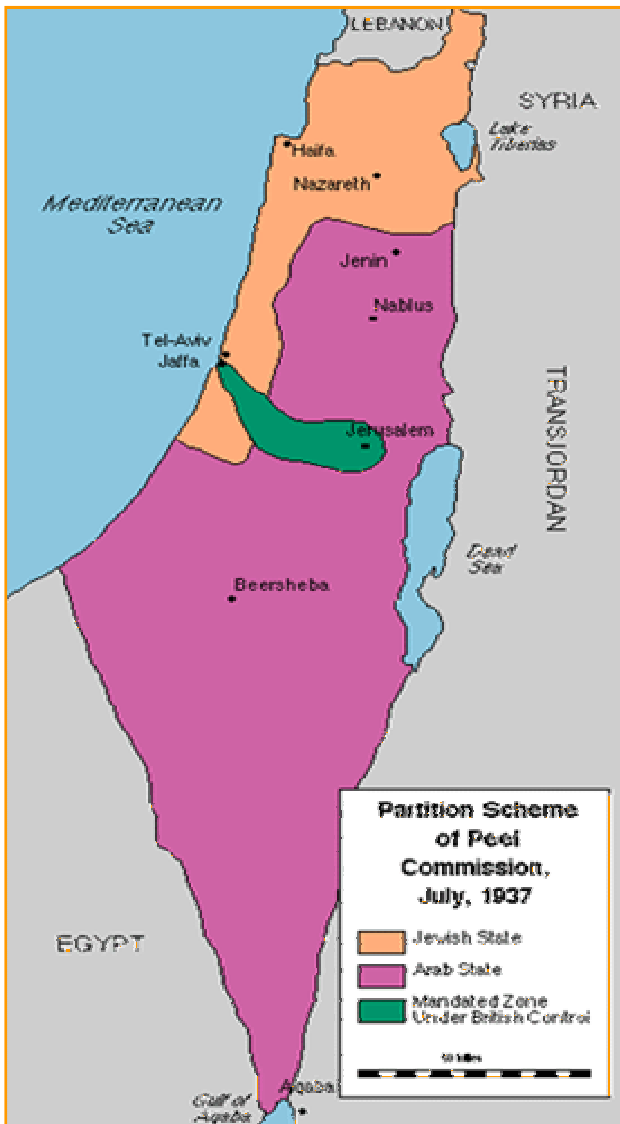 LEBANON
SYRIA
Lake
Tiberias
Haifa
Nazareth
Mediterranean
Sea
Jenin
Nablus
Tel-Aviv
Jaffa
TRANSJORDAN
Jerusalem
Dead
Sea
Beersheba
Partition Scheme
of Peel
Commission,
July, 1937
EGYPT
Jewish State
Arab State
Mandated Zone
Under British Control
Aqaba
Gulf of
Aqaba